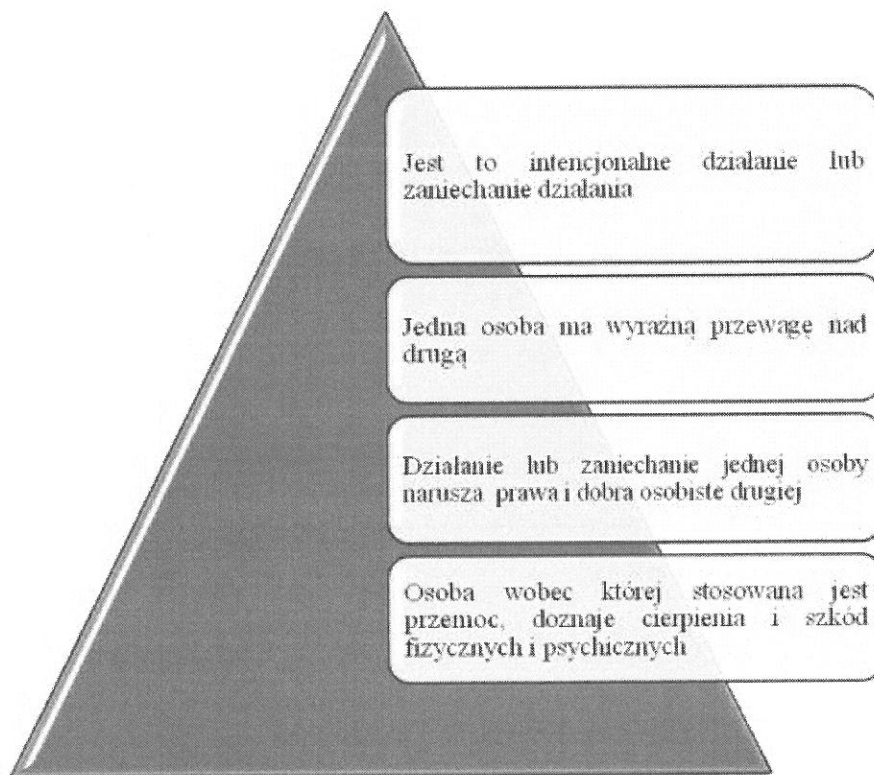 Jest to intencjonalne działanie lub
zaniechanie działania
Jedna osoba ma wyraźną przewagę nad
drugą
Działanie lub zaniechanie jednej osoby
narusza prawa i dobra osobiste drugiej
Osoba wobec której stosowana jest
przemoc, doznaje cierpienia i szkód
fizycznych i psychicznych